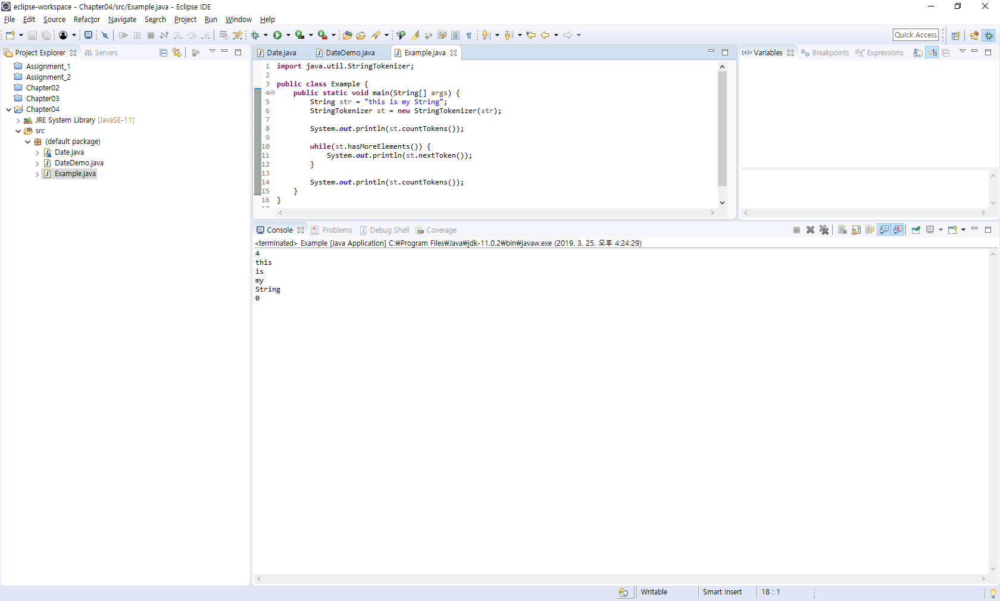 eclipse-workspace - Chapter04/src/Example.java - Eclipse IDE
File Edit Source Refactor Navigate Search Project Run Window Help
Quick Access
Project Explorer Servers
Assignment_1
Assignment_2
Chapter02
Chapter03
Chapter04
JRE System Library [JavaSE-11]
src
(default package)
Date.java
DateDemo.java
Example.java
Date.java DateDemo.java Example.java
1 import java.util.StringTokenizer;
2
3 public class Example {
4 public static void main(String[] args) {
5 String str = "this is my String";
6 StringTokenizer st = new StringTokenizer(str);
7
8 System.out.println(st.countTokens());
9
10 while(st.hasMoreElements()) {
11 System.out.println(st.nextToken());
12 }
13
14 System.out.println(st.countTokens());
15 }
16 }
(x)= Variables Breakpoints Expressions
Console Problems Debug Shell Coverage
<terminated> Example [Java Application] C:₩Program Files₩Java₩jdk-11.0.2₩bin₩javaw.exe (2019. 3. 25. 오후 4:24:29)
4
this
is
my
String
0
Writable Smart Insert 18 : 1